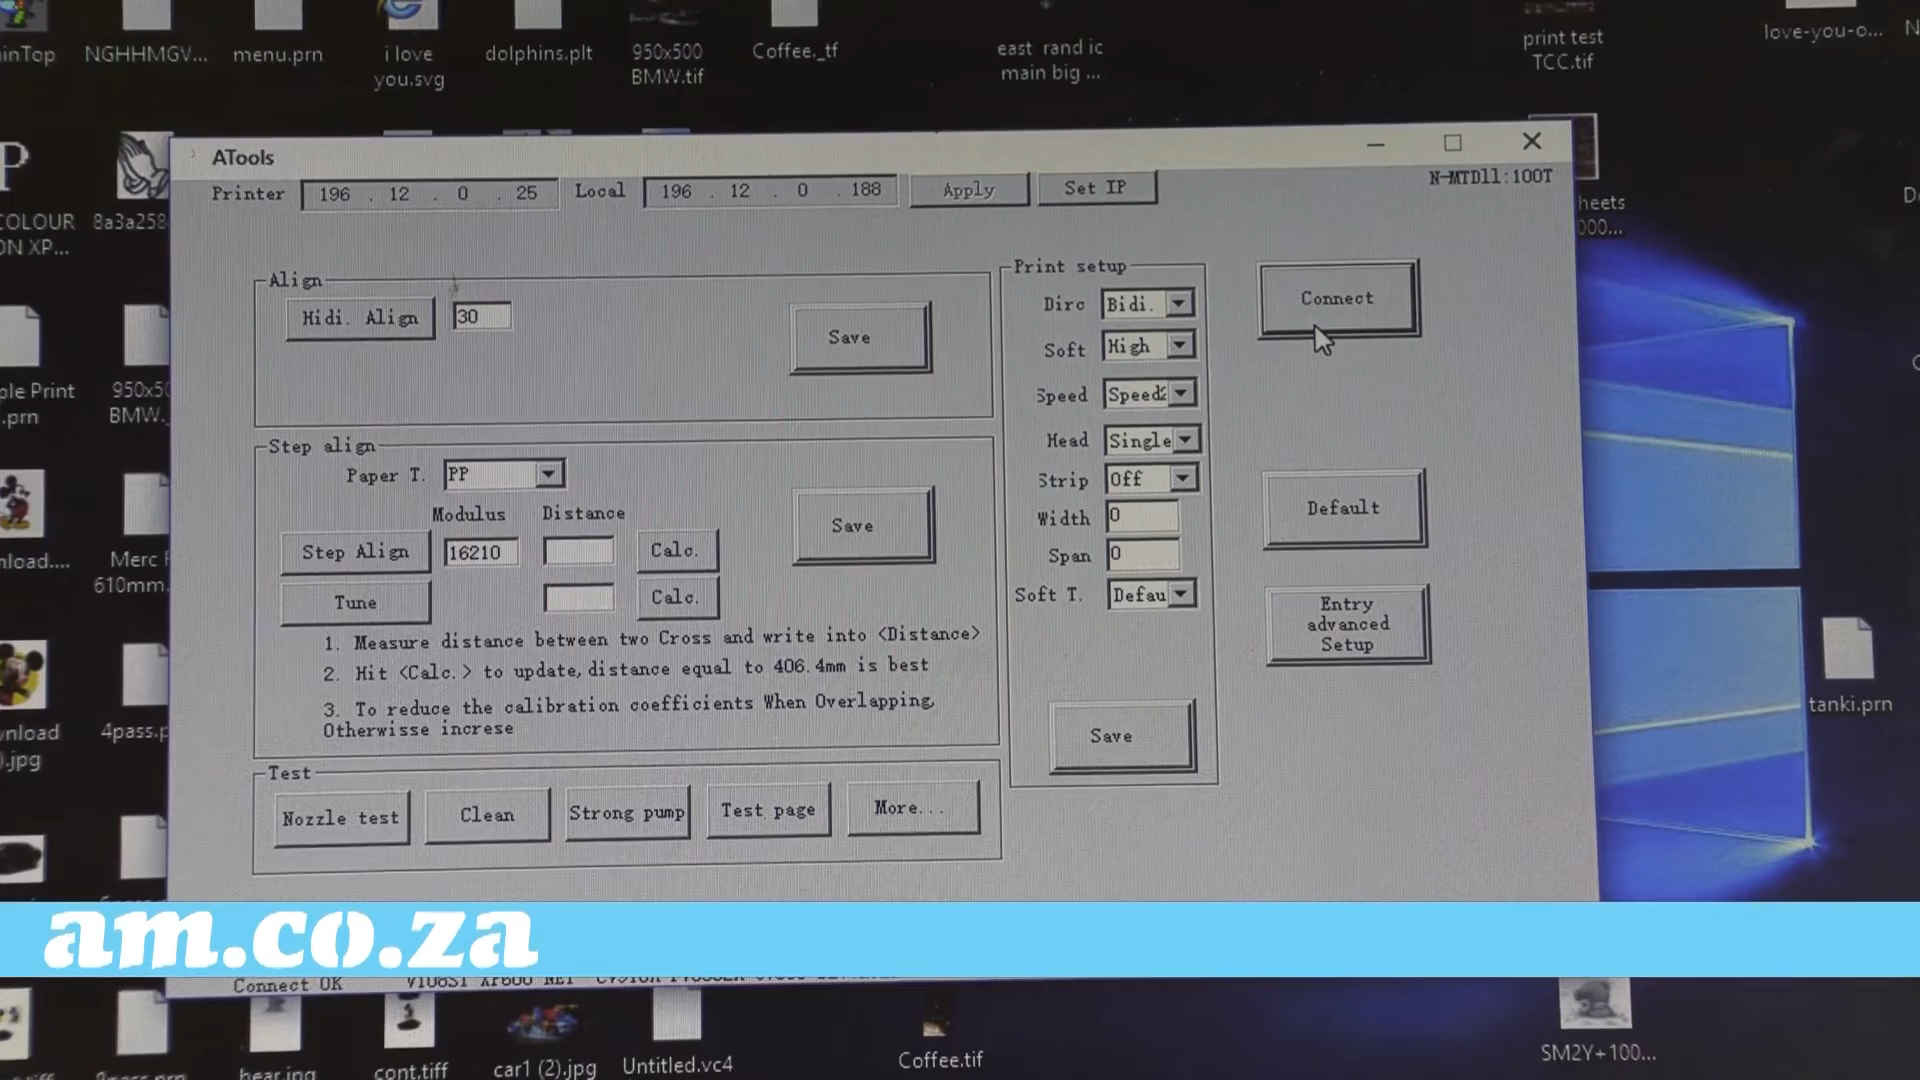 NGHHMGV...
menu.prn
i love
you.svg
dolphins.plt
950x500
BMW.tif
Coffee._tf
east rand ic
main big ...
print test
TCC.tif
love-you-o...
ATools
Printer 196 . 12 . 0 . 25 Local 196 . 12 . 0 . 188 Apply Set IP
N-MTDll:100T
Align
Hidi. Align 30
Save
Step align
Paper T. PP
Modulus Distance
Step Align 16210 Calc.
Tune Calc.
Save
1. Measure distance between two Cross and write into <Distance>
2. Hit <Calc.> to update,distance equal to 406.4mm is best
3. To reduce the calibration coefficients When Overlapping,
Otherwisse increse
Test
Nozzle test Clean Strong pump Test page More...
Print setup
Dirc Bidi.
Soft High
Speed Speed2
Head Single
Strip Off
Width 0
Span 0
Soft T. Defau
Save
Connect
Default
Entry
advanced
Setup
COLOUR
ON XP...
8a3a258
ple Print
.prn
950x50
BMW.
Merc
610mm.
4pass.p
heets
000...
tanki.prn
am.co.za
Connect OK
cont.tiff
car1 (2).jpg
Untitled.vc4
Coffee.tif
SM2Y+100...